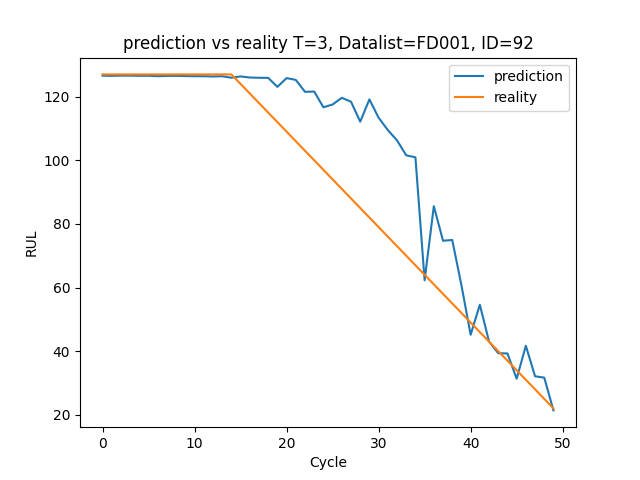 prediction vs reality T=3, Datalist=FD001, ID=92
prediction
reality
RUL
120
100
80
60
40
20
0 10 20 30 40 50
Cycle